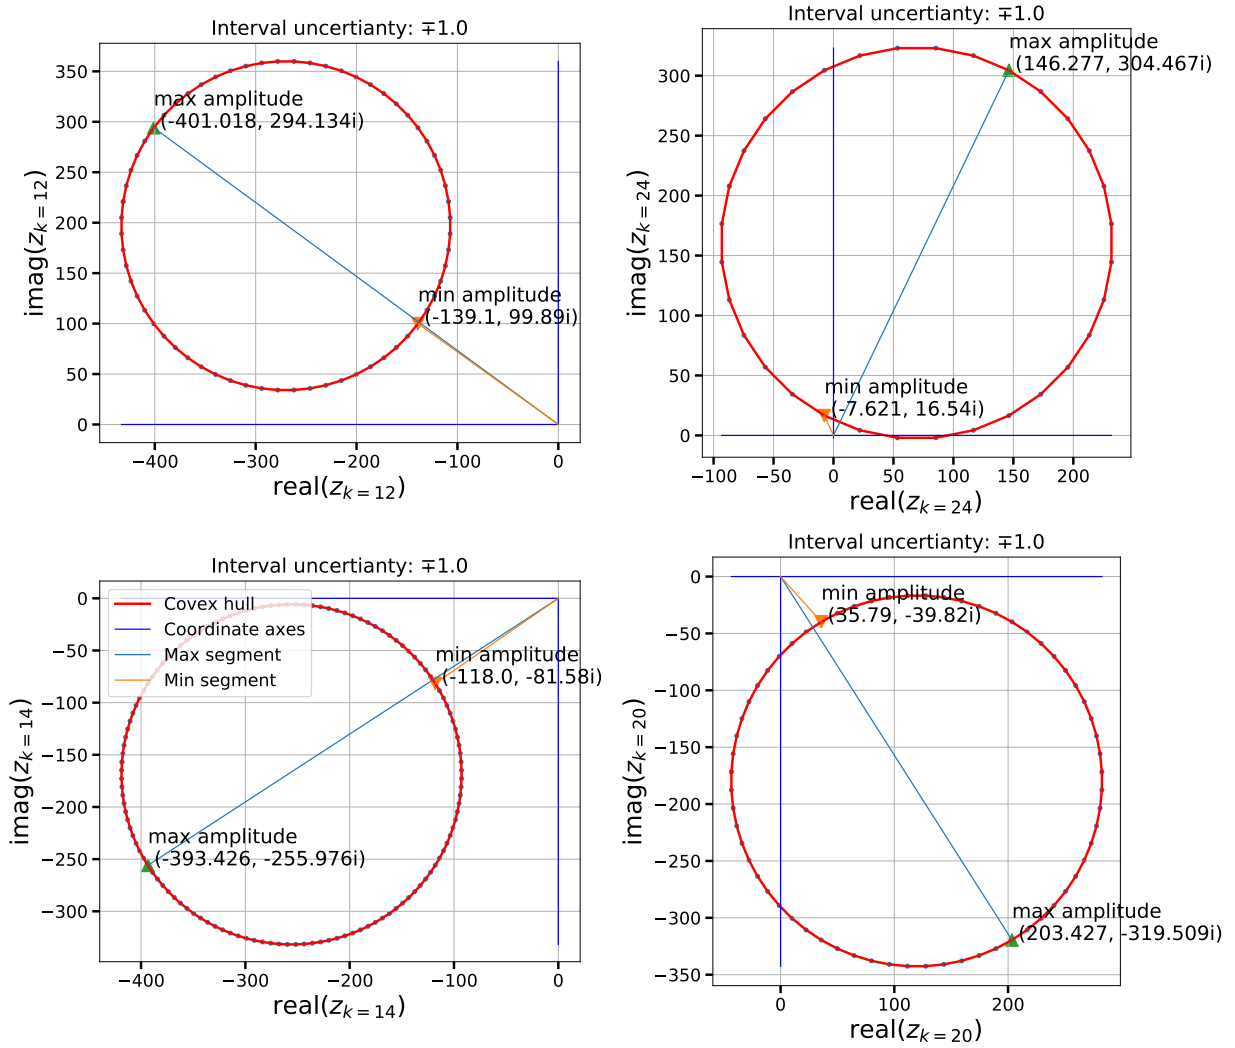 Interval uncertianty: ∓1.0
imag(z_{k=12})
350
300
250
200
150
100
50
0
max amplitude
(-401.018, 294.134i)
min amplitude
(-139.1, 99.89i)
−400
−300
−200
−100
0
real(z_{k=12})
Interval uncertianty: ∓1.0
imag(z_{k=24})
300
250
200
150
100
50
0
max amplitude
(146.277, 304.467i)
min amplitude
(-7.621, 16.54i)
−100
−50
0
50
100
150
200
real(z_{k=24})
Interval uncertianty: ∓1.0
imag(z_{k=14})
0
−50
−100
−150
−200
−250
−300
Covex hull
Coordinate axes
Max segment
Min segment
min amplitude
(-118.0, -81.58i)
max amplitude
(-393.426, -255.976i)
−400
−300
−200
−100
0
real(z_{k=14})
Interval uncertianty: ∓1.0
imag(z_{k=20})
0
−50
−100
−150
−200
−250
−300
−350
min amplitude
(35.79, -39.82i)
max amplitude
(203.427, -319.509i)
0
100
200
real(z_{k=20})